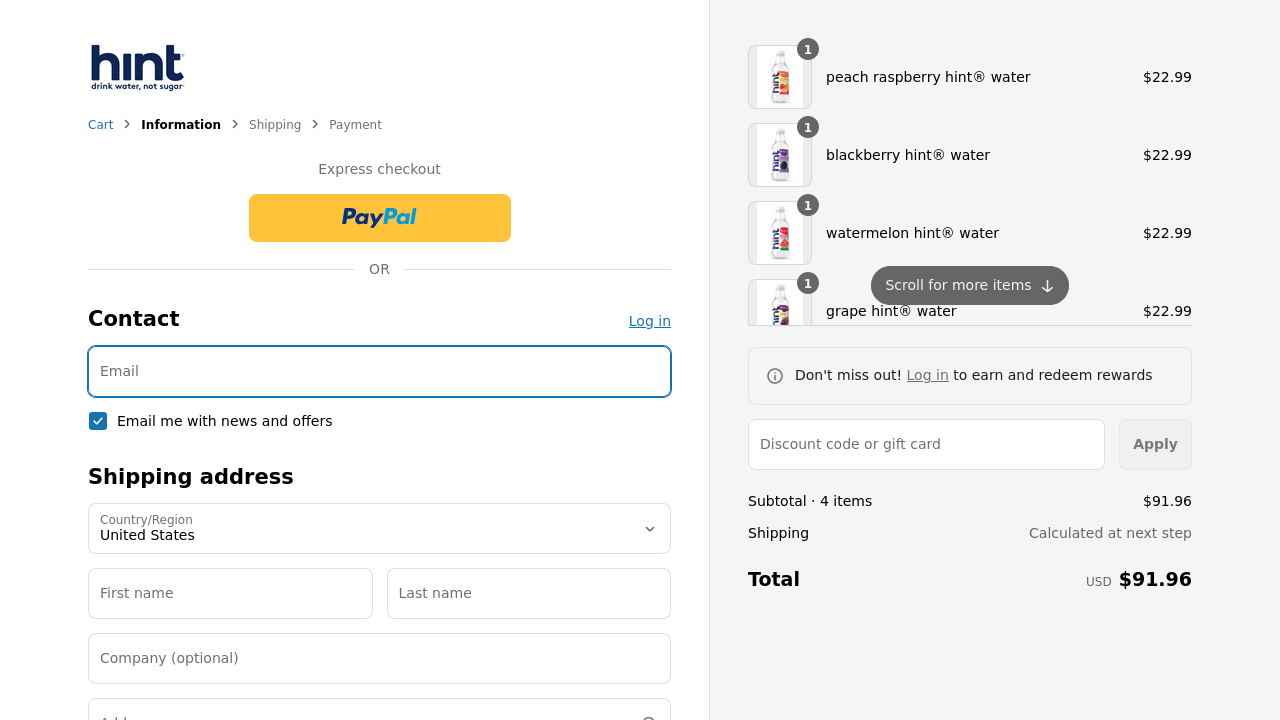 hint
drink water, not sugar
Cart > Information > Shipping > Payment
Express checkout
PayPal
OR
Contact
Log in
Email
Email me with news and offers
Shipping address
Country/Region
United States
First name
Last name
Company (optional)
1
peach raspberry hint® water $22.99
1
blackberry hint® water $22.99
1
watermelon hint® water $22.99
Scroll for more items
1
grape hint® water $22.99
Don't miss out! Log in to earn and redeem rewards
Discount code or gift card
Apply
Subtotal · 4 items $91.96
Shipping Calculated at next step
Total USD $91.96